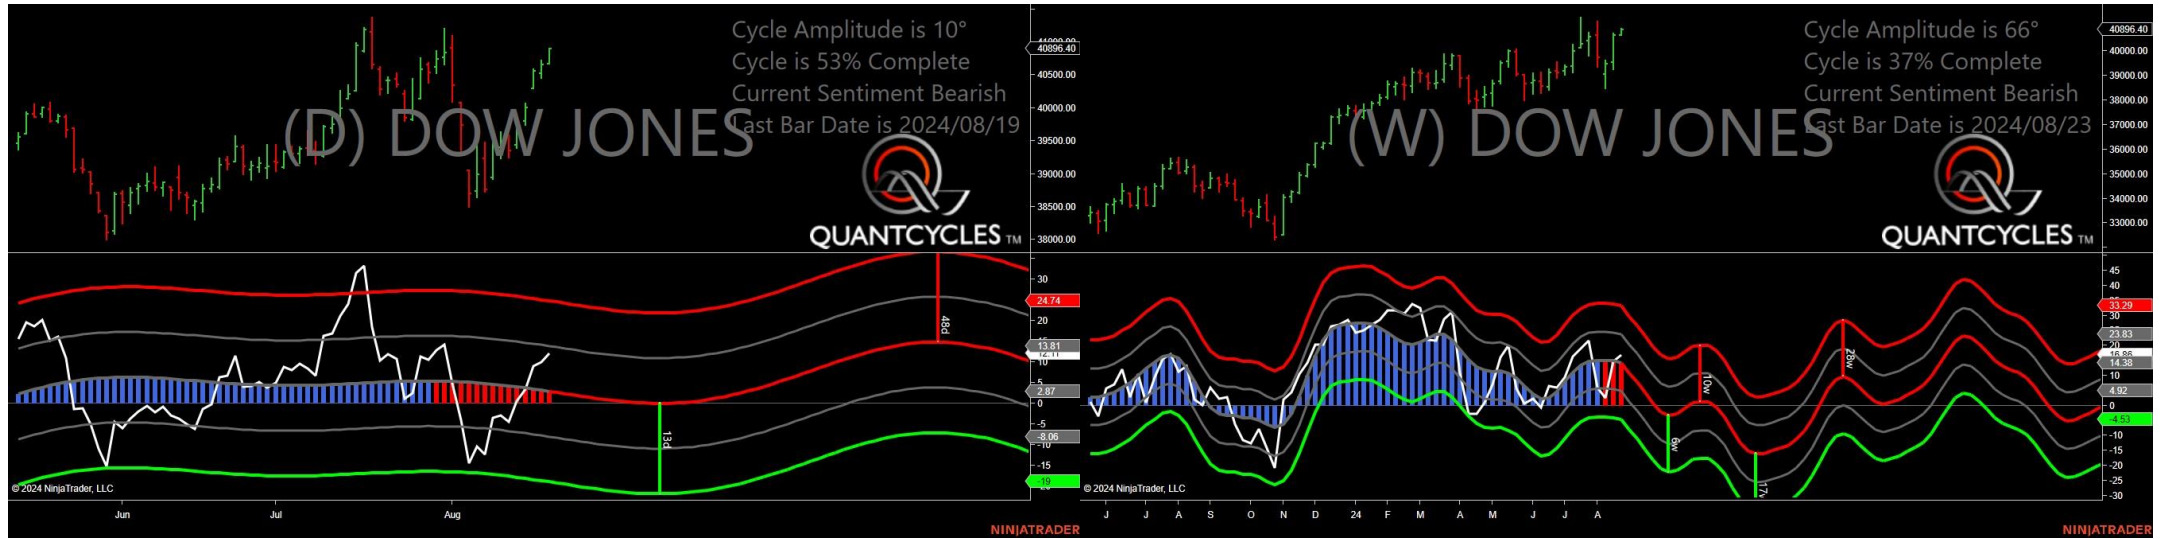 Cycle Amplitude is 10°
Cycle is 53% Complete
Current Sentiment Bearish
Last Bar Date is 2024/08/19
(D) DOW JONES
QUANTCYCLES TM
40896.40
40500.00
40000.00
39500.00
39000.00
38500.00
38000.00
30
24.74
20
13.81
10
5
2.87
0
-5
-8.06
-10
-15
-19
48d
13d
© 2024 NinjaTrader, LLC
Jun
Jul
Aug
NINJATRADER
Cycle Amplitude is 66°
Cycle is 37% Complete
Current Sentiment Bearish
Last Bar Date is 2024/08/23
(W) DOW JONES
QUANTCYCLES TM
40896.40
40000.00
39000.00
38000.00
37000.00
36000.00
35000.00
34000.00
33000.00
45
40
33.29
30
23.83
20
16.86
14.38
10
4.92
0
-4.53
-10
-15
-20
-25
-30
10w
6w
28w
© 2024 NinjaTrader, LLC
J
J
A
S
O
N
D
24
F
M
A
M
J
J
A
NINJATRADER